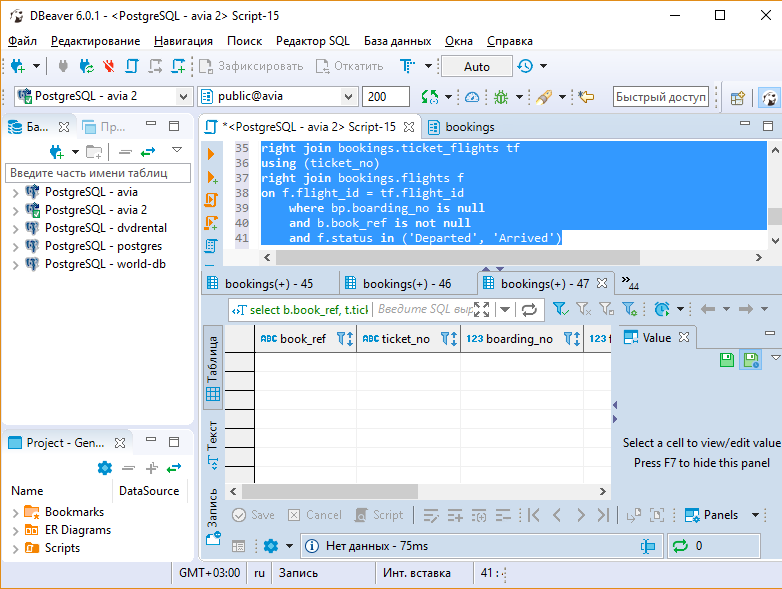 DBeaver 6.0.1 - <PostgreSQL - avia 2> Script-15
Файл Редактирование Навигация Поиск Редактор SQL База данных Окна Справка
Зафиксировать Откатить Auto
PostgreSQL - avia 2 public@avia 200 Быстрый доступ
Ба... Пр...
Введите часть имени таблиц
PostgreSQL - avia
PostgreSQL - avia 2
PostgreSQL - dvdrental
PostgreSQL - postgres
PostgreSQL - world-db
*<PostgreSQL - avia 2> Script-15 bookings
35 right join bookings.ticket_flights tf
36 using (ticket_no)
37 right join bookings.flights f
38 on f.flight_id = tf.flight_id
39 where bp.boarding_no is null
40 and b.book_ref is not null
41 and f.status in ('Departed', 'Arrived')
bookings(+) - 45 bookings(+) - 46 bookings(+) - 47 »44
select b.book_ref, t.tick Введите SQL выр
Таблица
Текст
Запись
ABC book_ref ABC ticket_no 123 boarding_no 123 f
Value
Select a cell to view/edit value
Press F7 to hide this panel
Save Cancel Script Panels
Нет данных - 75ms 0
Project - Gen...
Name DataSource
Bookmarks
ER Diagrams
Scripts
GMT+03:00 ru Запись Инт. вставка 41 :